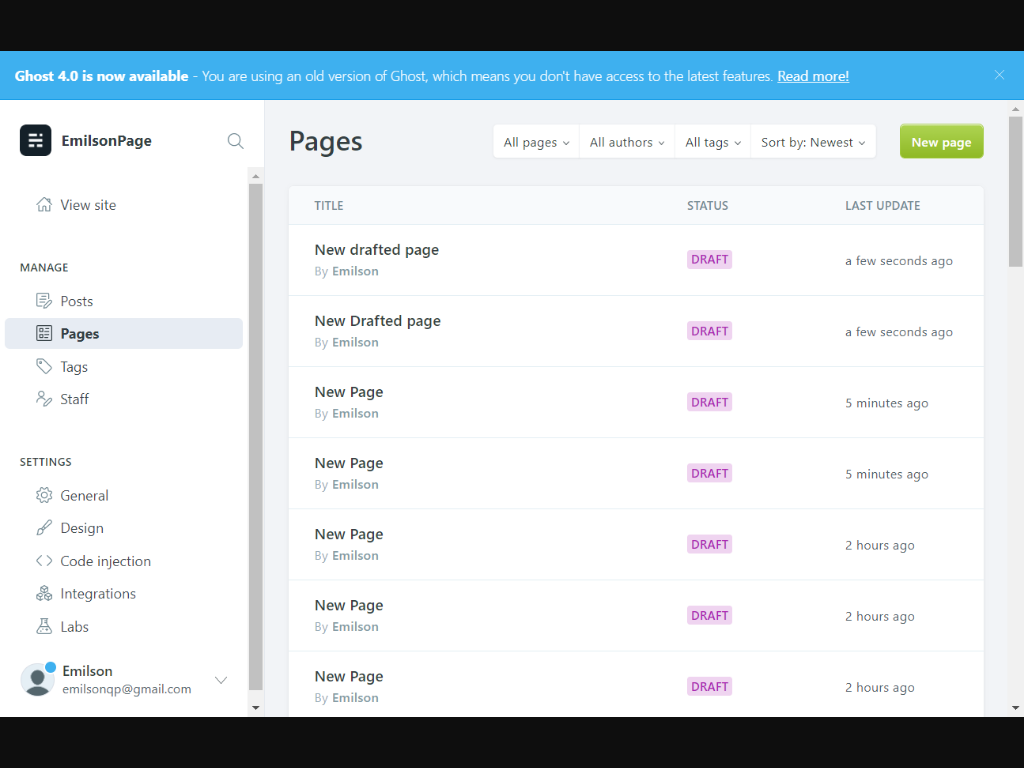 Ghost 4.0 is now available - You are using an old version of Ghost, which means you don't have access to the latest features. Read more!
EmilsonPage
View site
MANAGE
Posts
Pages
Tags
Staff
SETTINGS
General
Design
Code injection
Integrations
Labs
Emilson
emilsonqp@gmail.com
Pages
All pages
All authors
All tags
Sort by: Newest
New page
TITLE STATUS LAST UPDATE
New drafted page
By Emilson
DRAFT
a few seconds ago
New Drafted page
By Emilson
DRAFT
a few seconds ago
New Page
By Emilson
DRAFT
5 minutes ago
New Page
By Emilson
DRAFT
5 minutes ago
New Page
By Emilson
DRAFT
2 hours ago
New Page
By Emilson
DRAFT
2 hours ago
New Page
By Emilson
DRAFT
2 hours ago